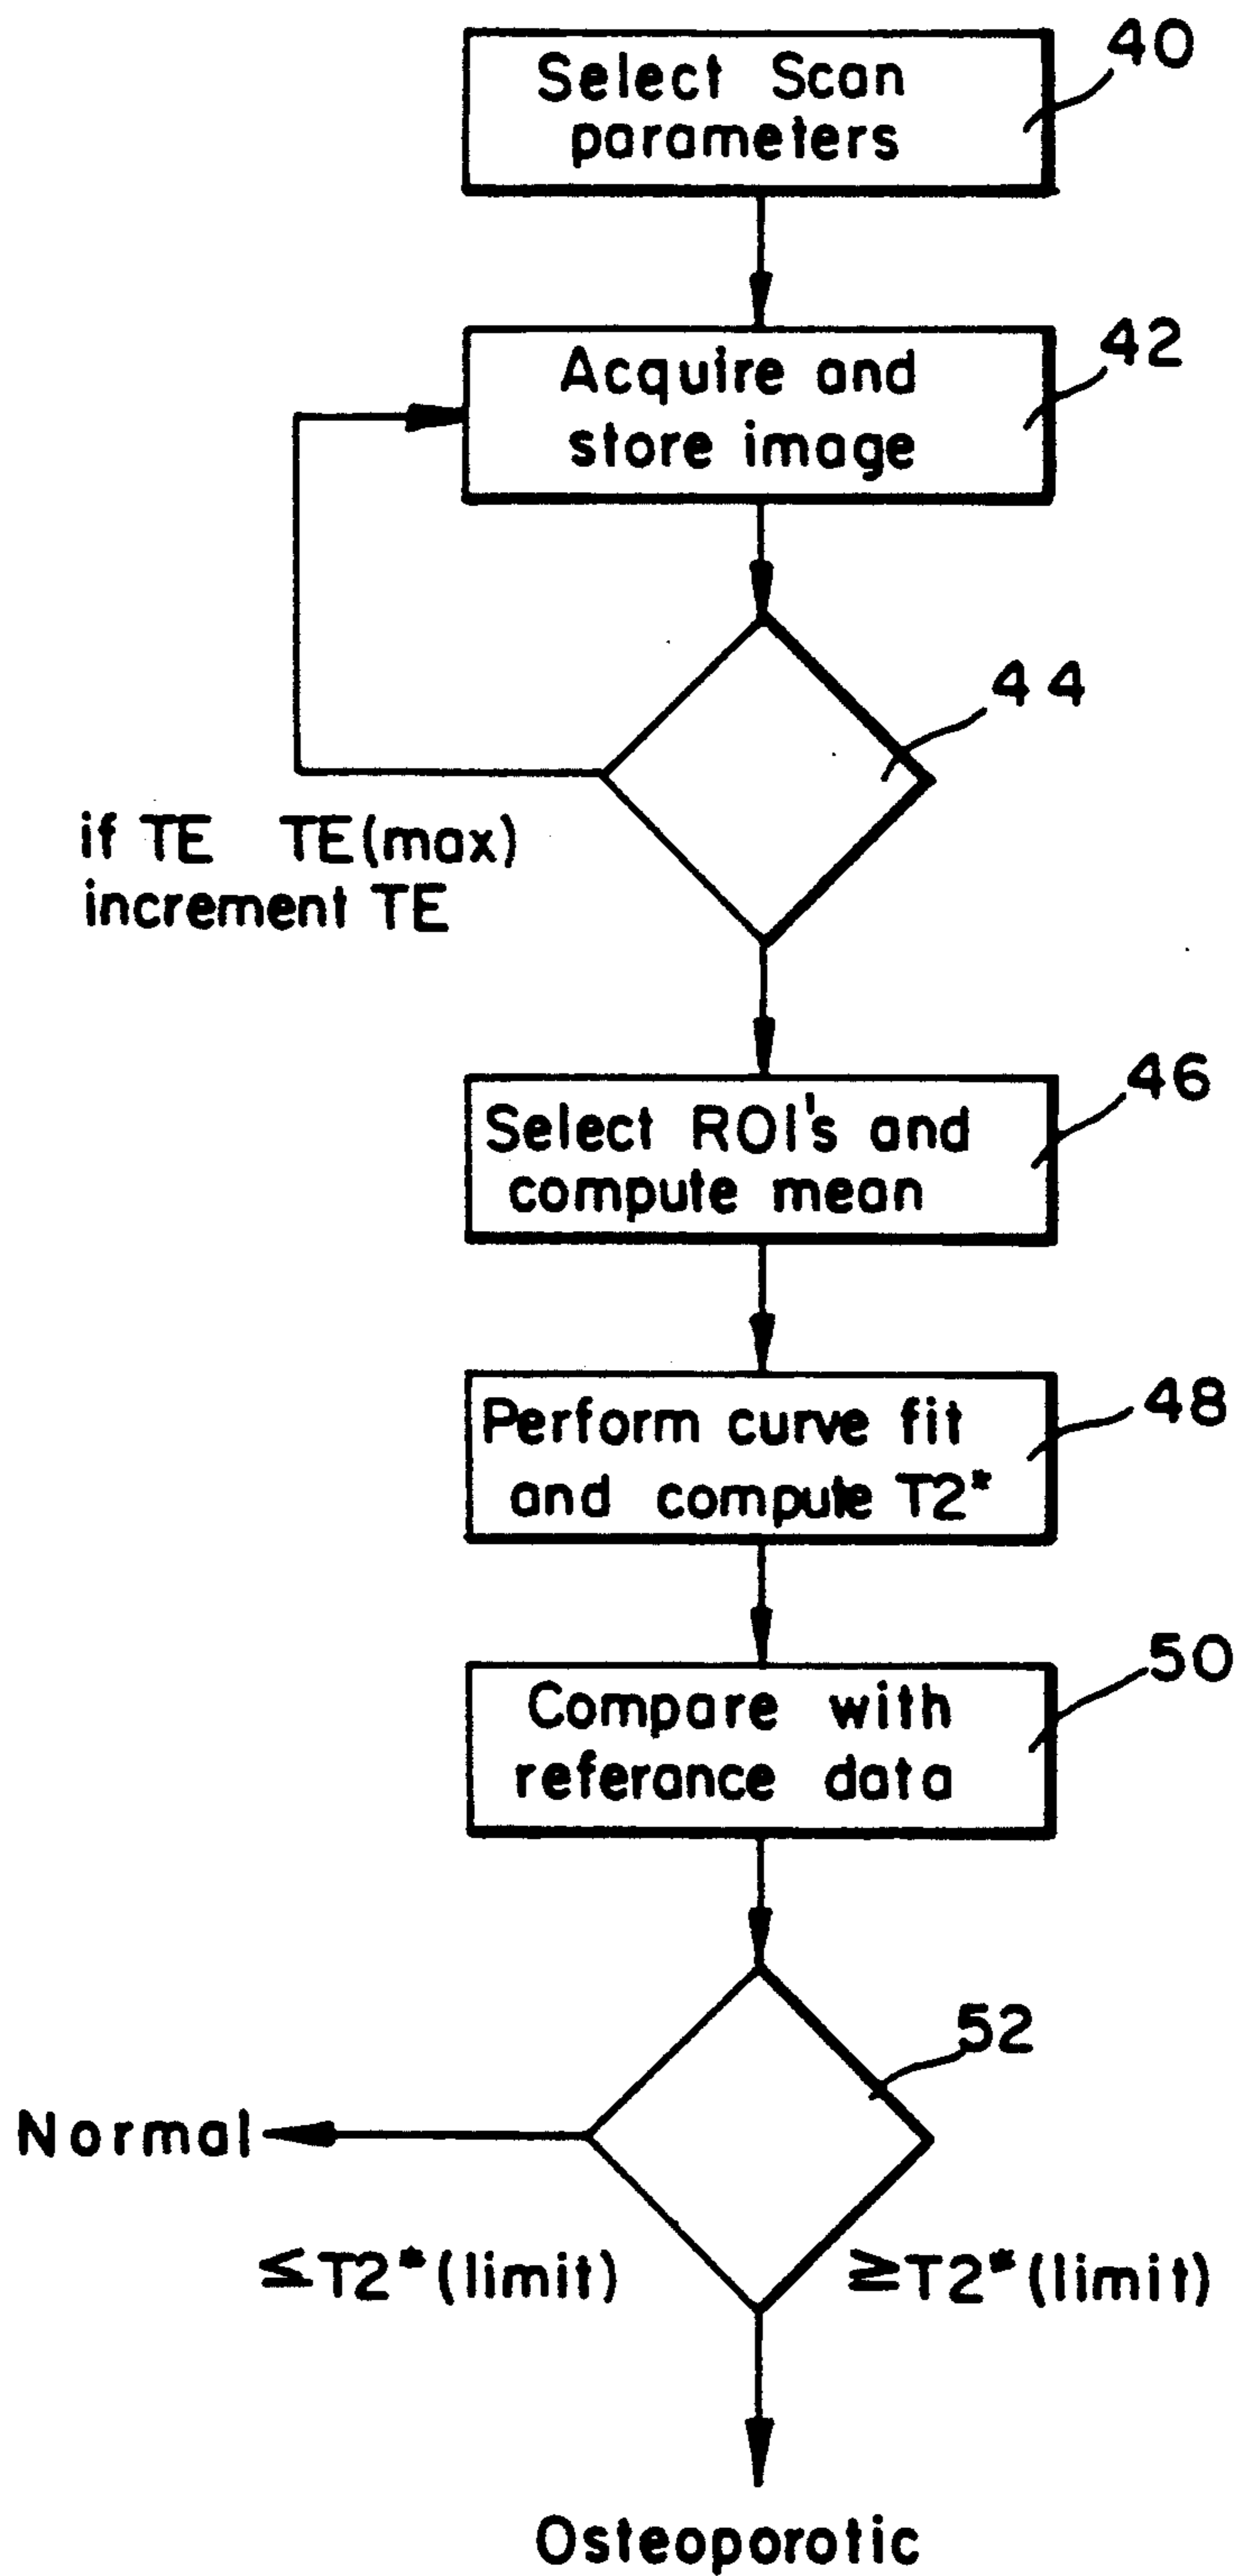 40
Select Scan
parameters
42
Acquire and
store image
44
if TE TE(max)
increment TE
46
Select ROI's and
compute mean
48
Perform curve fit
and compute T2*
50
Compare with
referance data
52
Normal
≤T2*(limit)
≥T2*(limit)
Osteoporotic